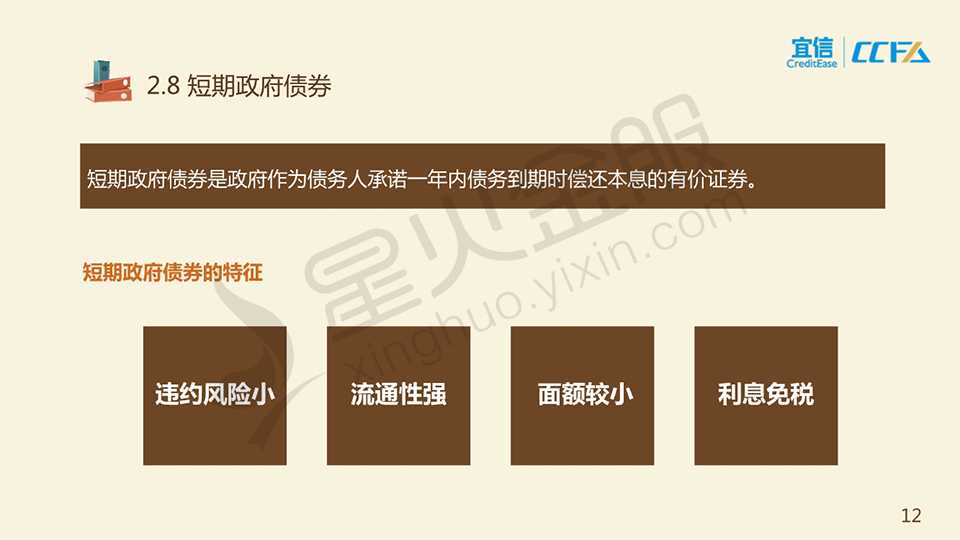 宜信
CreditEase
CCFA
2.8 短期政府债券
短期政府债券是政府作为债务人承诺一年内债务到期时偿还本息的有价证券。
星火金服
xinghuo.yixin.com
短期政府债券的特征
违约风险小
流通性强
面额较小
利息免税
12